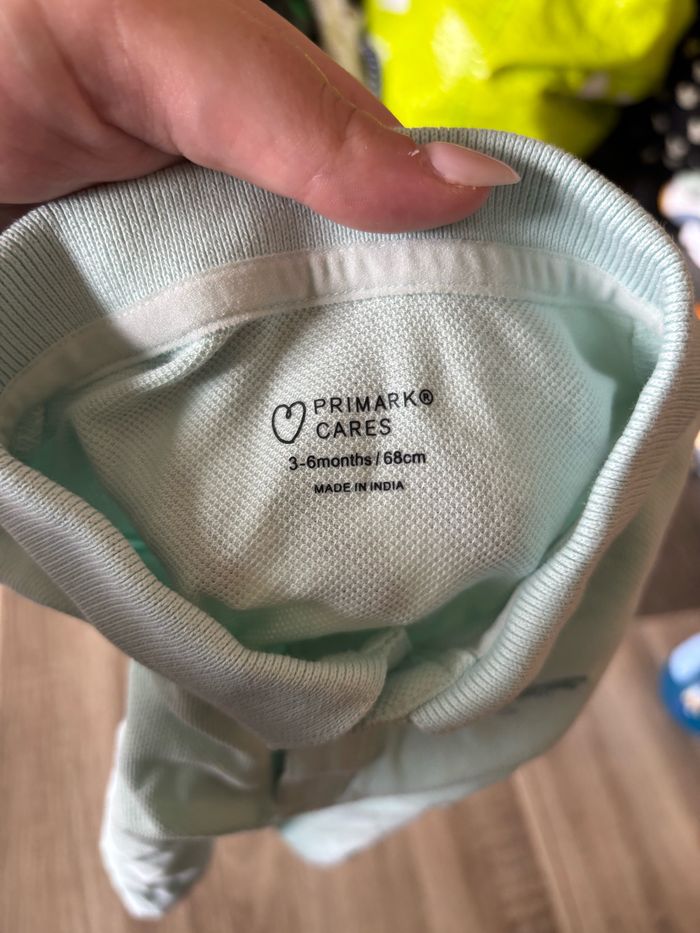 PRIMARK®
CARES
3-6months / 68cm
MADE IN INDIA